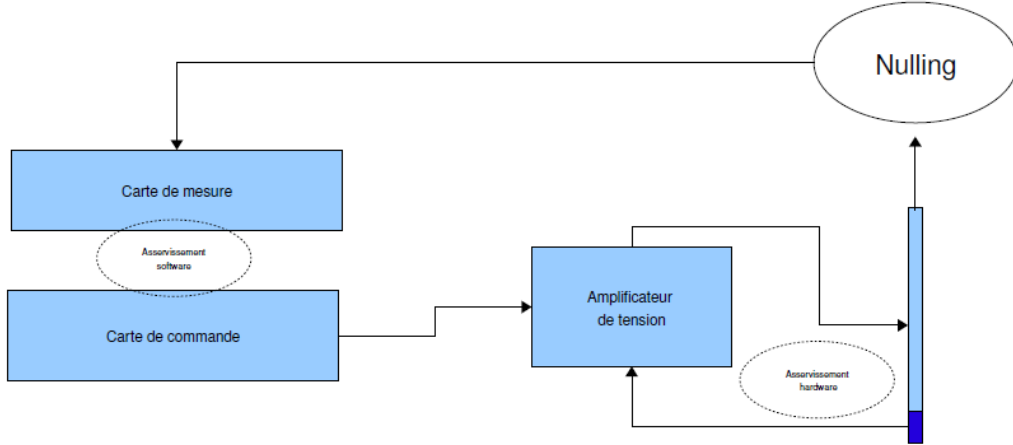 Nulling
Carte de mesure
Asservissement
software
Carte de commande
Amplificateur
de tension
Asservissement
hardware